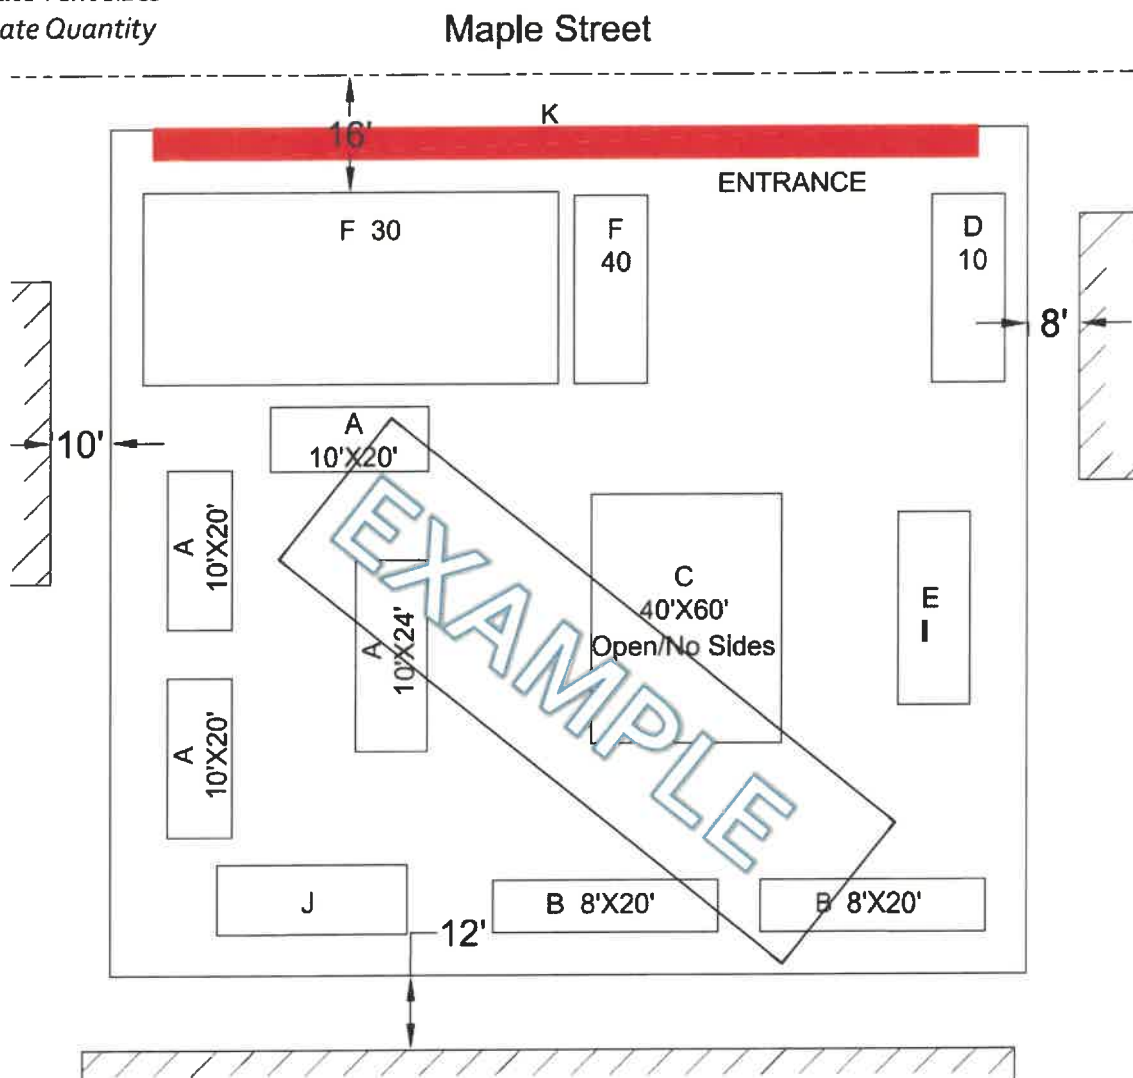 ate Quantity
Maple Street
K
16'
ENTRANCE
F 30
F
40
D
10
8'
10'
A
10'X20'
A
10'X20'
A
10'X24'
C
40'X60'
Open/No Sides
E
I
A
10'X20'
EXAMPLE
J
B 8'X20'
B 8'X20'
12'